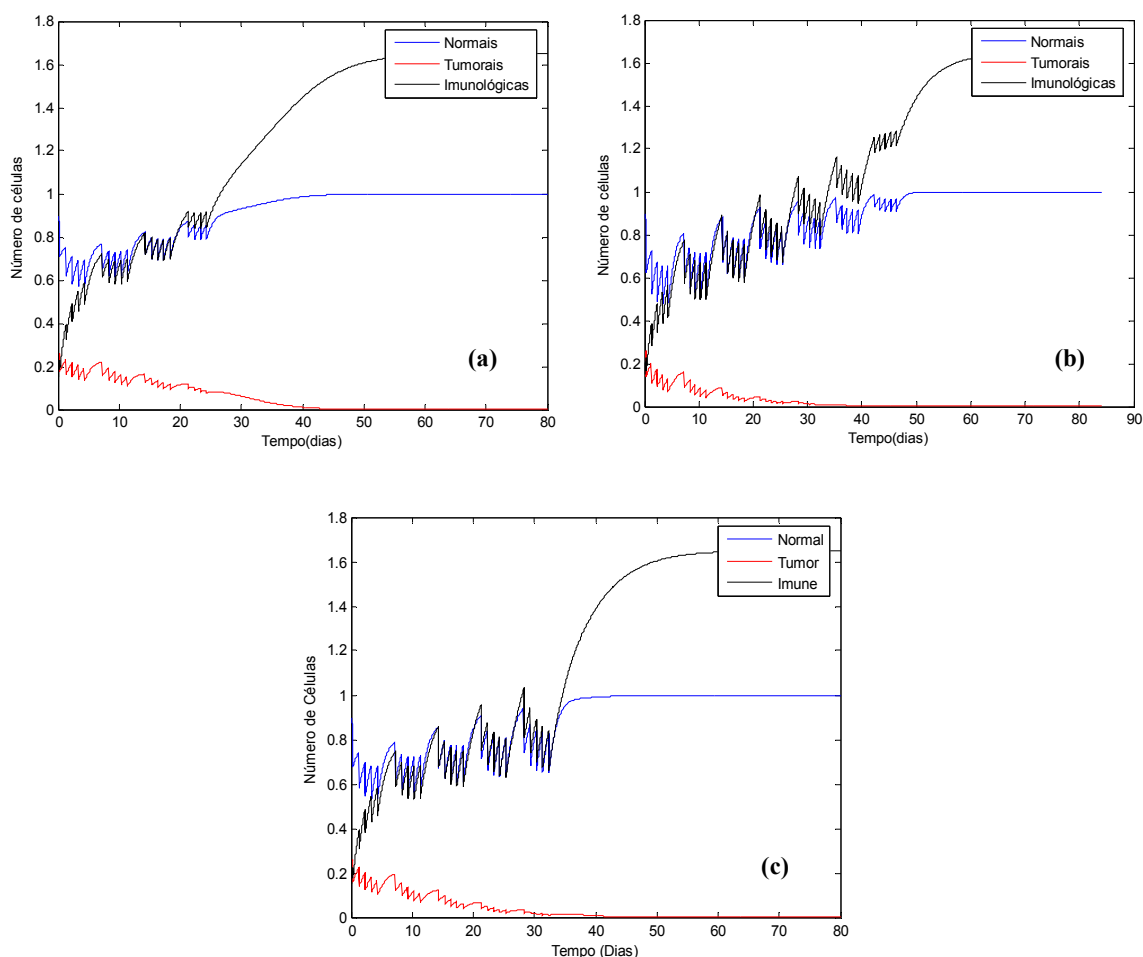 1.8
1.6
1.4
1.2
1
0.8
0.6
0.4
0.2
0
Número de células
Normais
Tumorais
Imunológicas
(a)
0 10 20 30 40 50 60 70 80
Tempo(dias)
1.8
1.6
1.4
1.2
1
0.8
0.6
0.4
0.2
0
Número de células
Normais
Tumorais
Imunológicas
(b)
0 10 20 30 40 50 60 70 80 90
Tempo(dias)
1.8
1.6
1.4
1.2
1
0.8
0.6
0.4
0.2
0
Número de Células
Normal
Tumor
Imune
(c)
0 10 20 30 40 50 60 70 80
Tempo (Dias)